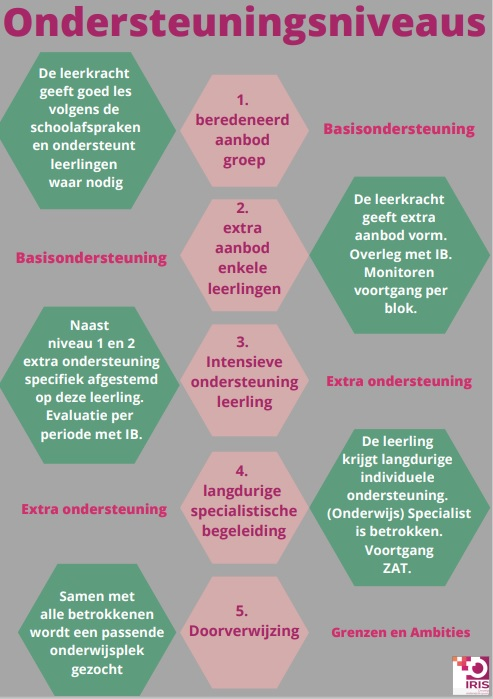 Ondersteuningsniveaus
De leerkracht
geeft goed les
volgens de
schoolafspraken
en ondersteunt
leerlingen
waar nodig
1.
beredeneerd
aanbod
groep
Basisondersteuning
Basisondersteuning
2.
extra
aanbod
enkele
leerlingen
De leerkracht
geeft extra
aanbod vorm.
Overleg met IB.
Monitoren
voortgang per
blok.
Naast
niveau 1 en 2
extra ondersteuning
specifiek afgestemd
op deze leerling.
Evaluatie per
periode met IB.
3.
Intensieve
ondersteuning
leerling
Extra ondersteuning
Extra ondersteuning
4.
langdurige
specialistische
begeleiding
De leerling
krijgt langdurige
individuele
ondersteuning.
(Onderwijs) Specialist
is betrokken.
Voortgang
ZAT.
Samen met
alle betrokkenen
wordt een passende
onderwijsplek
gezocht
5.
Doorverwijzing
Grenzen en Ambities
IRIS